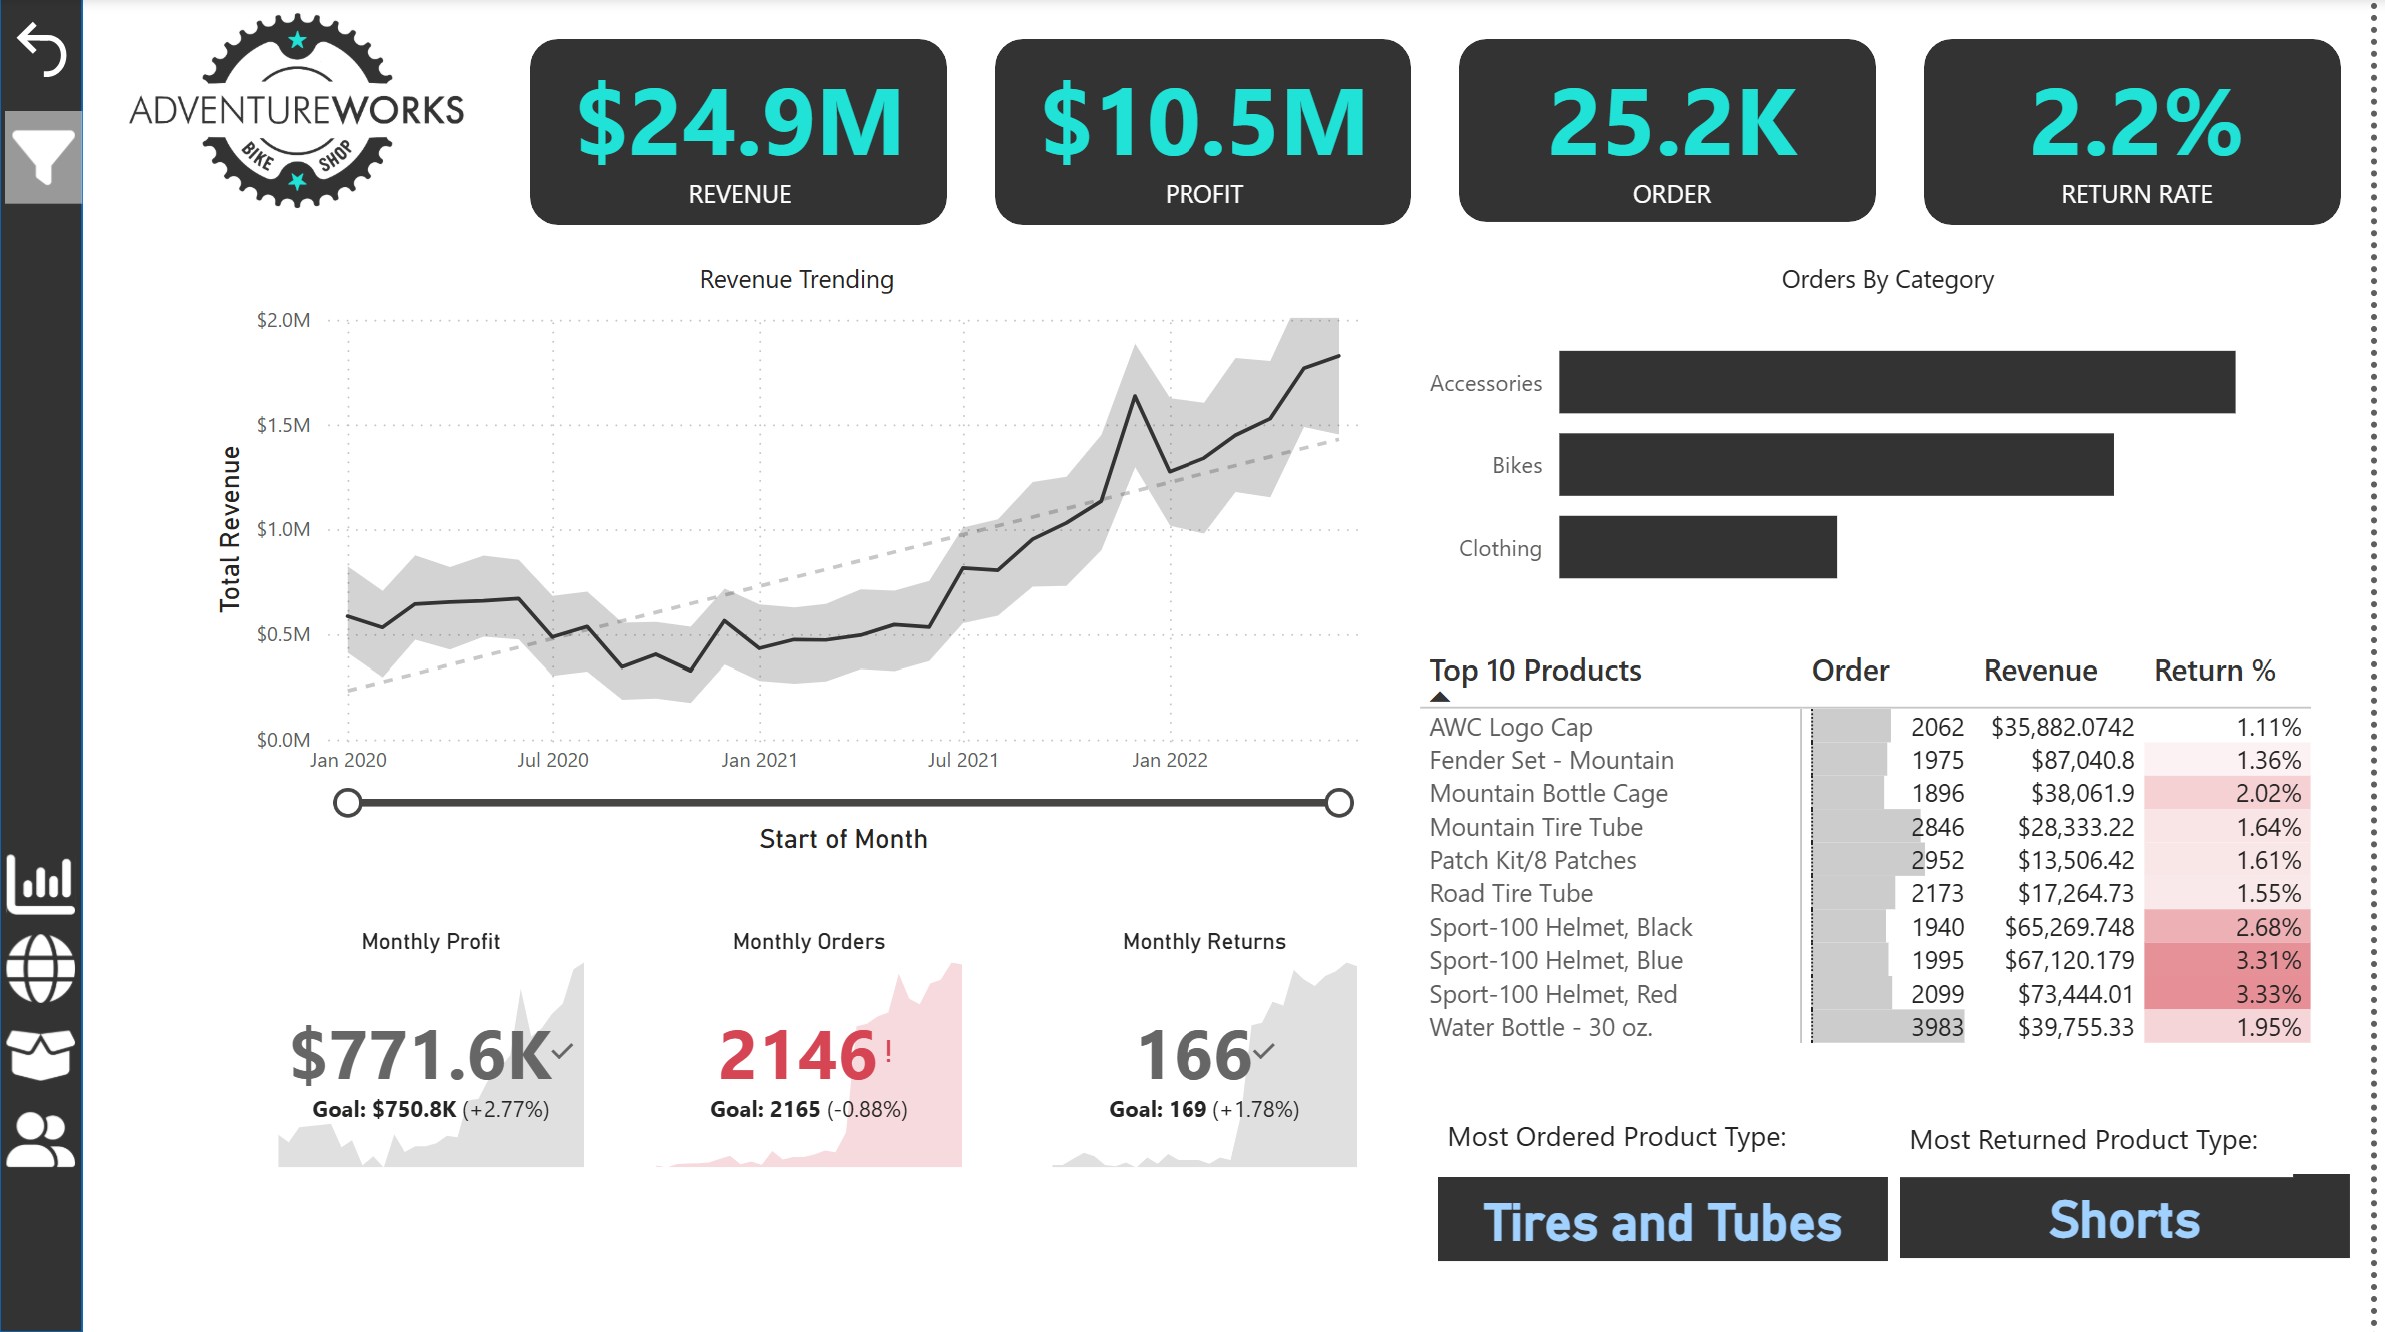 ADVENTUREWORKS
BIKE SHOP
$24.9M
REVENUE
$10.5M
PROFIT
25.2K
ORDER
2.2%
RETURN RATE
Revenue Trending
Total Revenue
$2.0M
$1.5M
$1.0M
$0.5M
$0.0M
Jan 2020 Jul 2020 Jan 2021 Jul 2021 Jan 2022
Start of Month
Orders By Category
Accessories
Bikes
Clothing
Top 10 Products Order Revenue Return %
AWC Logo Cap 2062 $35,882.0742 1.11%
Fender Set - Mountain 1975 $87,040.8 1.36%
Mountain Bottle Cage 1896 $38,061.9 2.02%
Mountain Tire Tube 2846 $28,333.22 1.64%
Patch Kit/8 Patches 2952 $13,506.42 1.61%
Road Tire Tube 2173 $17,264.73 1.55%
Sport-100 Helmet, Black 1940 $65,269.748 2.68%
Sport-100 Helmet, Blue 1995 $67,120.179 3.31%
Sport-100 Helmet, Red 2099 $73,444.01 3.33%
Water Bottle - 30 oz. 3983 $39,755.33 1.95%
Monthly Profit
$771.6K
Goal: $750.8K (+2.77%)
Monthly Orders
2146!
Goal: 2165 (-0.88%)
Monthly Returns
166
Goal: 169 (+1.78%)
Most Ordered Product Type:
Tires and Tubes
Most Returned Product Type:
Shorts